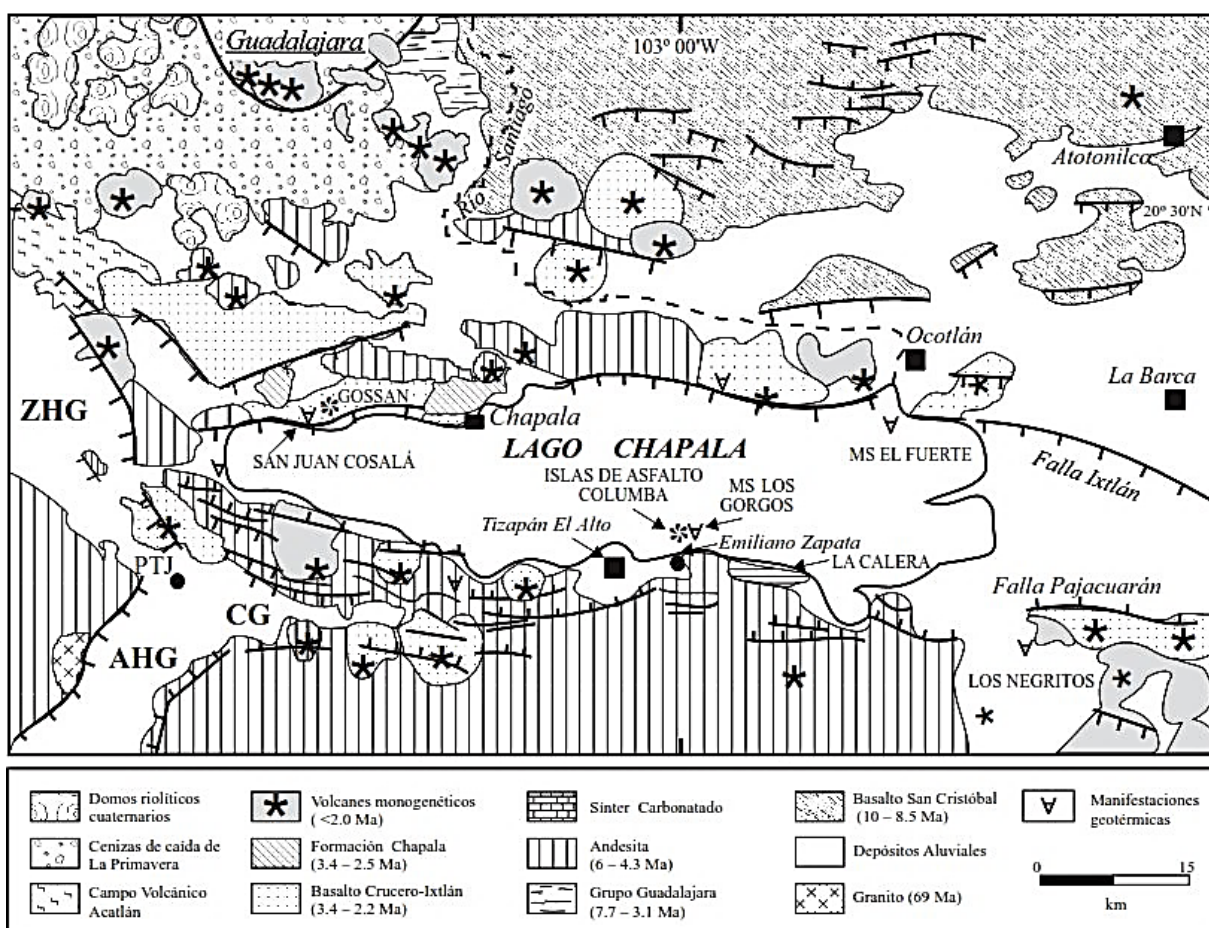 Guadalajara
103° 00'W
Río Santiago
Atotonilco
20° 30'N
Ocotlán
La Barca
ZHG
GOSSAN
Chapala
SAN JUAN COSALÁ
LAGO CHAPALA
MS EL FUERTE
Falla Ixtlán
ISLAS DE ASFALTO
COLUMBA
MS LOS
GORGOS
Tizapán El Alto
Emiliano Zapata
LA CALERA
PTJ
CG
AHG
Falla Pajacuarán
LOS NEGRITOS
Domos riolíticos
cuaternarios
Cenizas de caída de
La Primavera
Campo Volcánico
Acatlán
Volcanes monogenéticos
( <2.0 Ma)
Formación Chapala
(3.4 – 2.5 Ma)
Basalto Crucero-Ixtlán
(3.4 – 2.2 Ma)
Sínter Carbonatado
Andesita
(6 – 4.3 Ma)
Grupo Guadalajara
(7.7 – 3.1 Ma)
Basalto San Cristóbal
(10 – 8.5 Ma)
Depósitos Aluviales
Granito (69 Ma)
Manifestaciones
geotérmicas
0 15
km